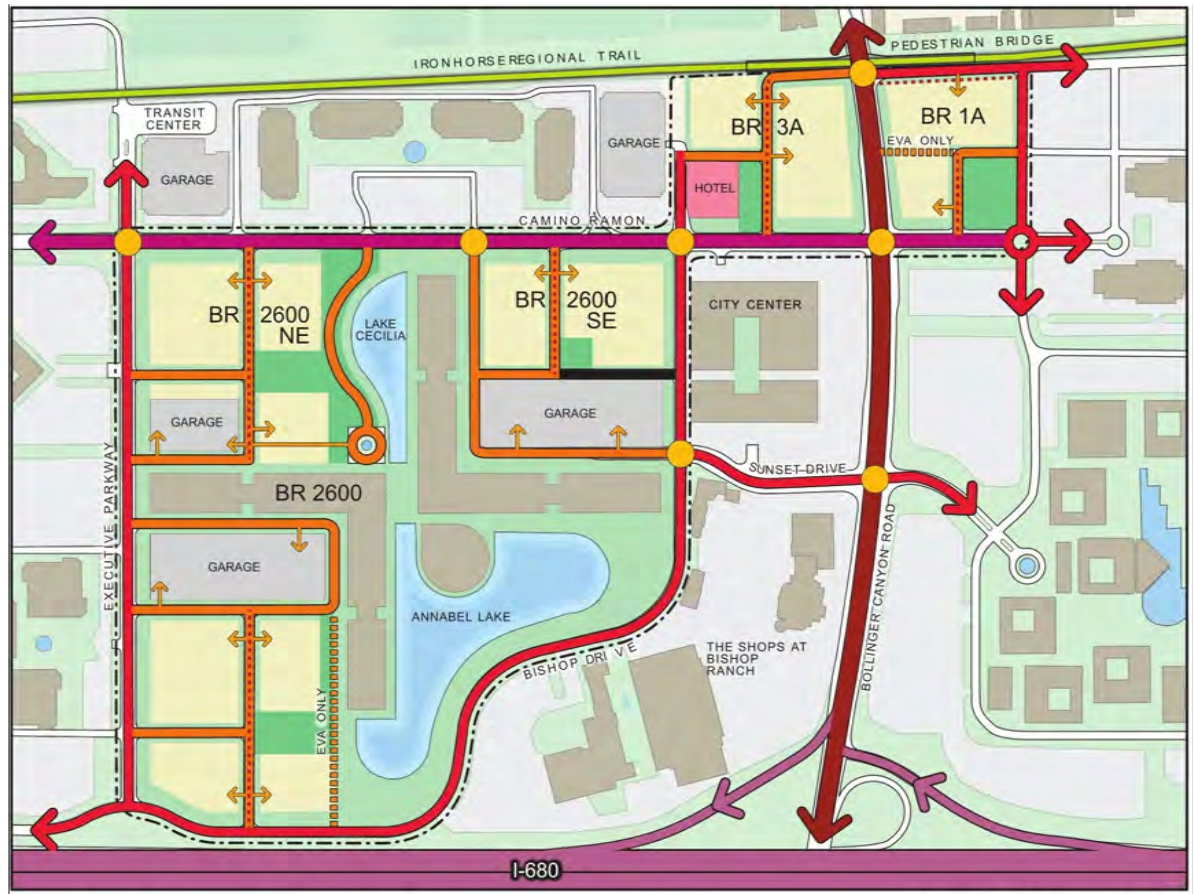 PEDESTRIAN BRIDGE
IRONHORSEREGIONAL TRAIL
TRANSIT
CENTER
BR 3A
BR 1A
GARAGE
EVA ONLY
GARAGE
HOTEL
CAMINO RAMON
BR 2600
NE
LAKE
CECILIA
BR 2600
SE
CITY CENTER
GARAGE
GARAGE
SUNSET DRIVE
BR 2600
EXECUTIVE PARKWAY
GARAGE
BOLLINGER CANYON ROAD
ANNABEL LAKE
BISHOP DRIVE
THE SHOPS AT
BISHOP
RANCH
EVA ONLY
I-680